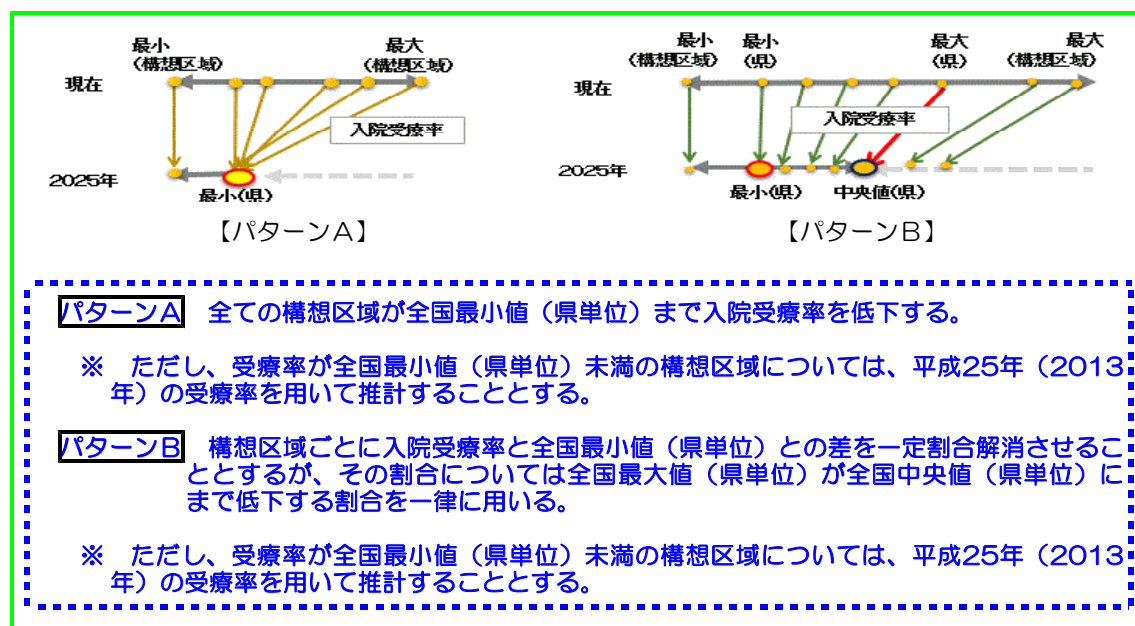 最小
(構想区域)
最大
(構想区域)
現在
入院受療率
2025年
最小(県)
【パターンA】
最小
(構想区域)
最小
(県)
最大
(県)
最大
(構想区域)
現在
入院受療率
2025年
最小(県)
中央値(県)
【パターンB】
パターンA 全ての構想区域が全国最小値(県単位)まで入院受療率を低下する。
※ ただし、受療率が全国最小値(県単位)未満の構想区域については、平成25年(2013
年)の受療率を用いて推計することとする。
パターンB 構想区域ごとに入院受療率と全国最小値(県単位)との差を一定割合解消させるこ
ととするが、その割合については全国最大値(県単位)が全国中央値(県単位)に
まで低下する割合を一律に用いる。
※ ただし、受療率が全国最小値(県単位)未満の構想区域については、平成25年(2013
年)の受療率を用いて推計することとする。